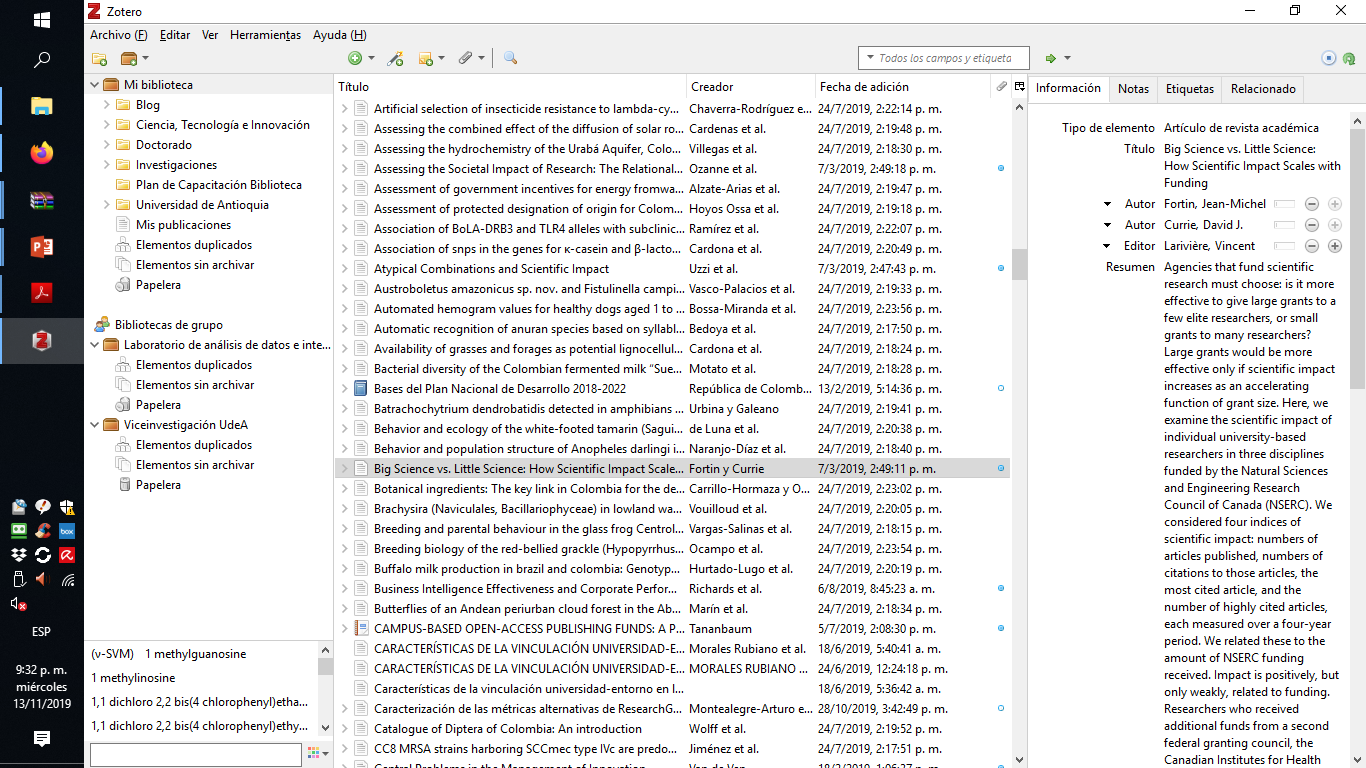 Zotero
Archivo (F) Editar Ver Herramientas Ayuda (H)
Todos los campos y etiqueta
Mi biblioteca
Blog
Ciencia, Tecnología e Innovación
Doctorado
Investigaciones
Plan de Capacitación Biblioteca
Universidad de Antioquia
Mis publicaciones
Elementos duplicados
Elementos sin archivar
Papelera
Bibliotecas de grupo
Laboratorio de análisis de datos e inte...
Elementos duplicados
Elementos sin archivar
Papelera
Viceinvestigación UdeA
Elementos duplicados
Elementos sin archivar
Papelera
(v-SVM) 1 methylguanosine
1 methylinosine
1,1 dichloro 2,2 bis(4 chlorophenyl)etha...
1,1 dichloro 2,2 bis(4 chlorophenyl)ethy...
Título Creador Fecha de adición
Artificial selection of insecticide resistance to lambda-cy... Chaverra-Rodríguez e... 24/7/2019, 2:22:14 p. m.
Assessing the combined effect of the diffusion of solar ro... Cardenas et al. 24/7/2019, 2:19:48 p. m.
Assessing the hydrochemistry of the Urabá Aquifer, Colo... Villegas et al. 24/7/2019, 2:18:30 p. m.
Assessing the Societal Impact of Research: The Relational... Ozanne et al. 7/3/2019, 2:49:18 p. m.
Assessment of government incentives for energy fromwa... Alzate-Arias et al. 24/7/2019, 2:19:47 p. m.
Assessment of protected designation of origin for Colom... Hoyos Ossa et al. 24/7/2019, 2:19:18 p. m.
Association of BoLA-DRB3 and TLR4 alleles with subclinic... Ramírez et al. 24/7/2019, 2:22:07 p. m.
Association of snps in the genes for κ-casein and β-lacto... Cardona et al. 24/7/2019, 2:20:49 p. m.
Atypical Combinations and Scientific Impact Uzzi et al. 7/3/2019, 2:47:43 p. m.
Austroboletus amazonicus sp. nov. and Fistulinella campi... Vasco-Palacios et al. 24/7/2019, 2:19:33 p. m.
Automated hemogram values for healthy dogs aged 1 to ... Bossa-Miranda et al. 24/7/2019, 2:23:56 p. m.
Automatic recognition of anuran species based on syllabl... Bedoya et al. 24/7/2019, 2:17:50 p. m.
Availability of grasses and forages as potential lignocellul... Cardona et al. 24/7/2019, 2:18:24 p. m.
Bacterial diversity of the Colombian fermented milk “Sue... Motato et al. 24/7/2019, 2:18:28 p. m.
Bases del Plan Nacional de Desarrollo 2018-2022 República de Colomb... 13/2/2019, 5:14:36 p. m.
Batrachochytrium dendrobatidis detected in amphibians ... Urbina y Galeano 24/7/2019, 2:19:41 p. m.
Behavior and ecology of the white-footed tamarin (Sagui... de Luna et al. 24/7/2019, 2:20:38 p. m.
Behavior and population structure of Anopheles darlingi i... Naranjo-Díaz et al. 24/7/2019, 2:18:40 p. m.
Big Science vs. Little Science: How Scientific Impact Scale... Fortin y Currie 7/3/2019, 2:49:11 p. m.
Botanical ingredients: The key link in Colombia for the de... Carrillo-Hormaza y O... 24/7/2019, 2:23:02 p. m.
Brachysira (Naviculales, Bacillariophyceae) in lowland wa... Vouilloud et al. 24/7/2019, 2:20:05 p. m.
Breeding and parental behaviour in the glass frog Centrol... Vargas-Salinas et al. 24/7/2019, 2:18:15 p. m.
Breeding biology of the red-bellied grackle (Hypopyrrhus... Ocampo et al. 24/7/2019, 2:23:54 p. m.
Buffalo milk production in brazil and colombia: Genotyp... Hurtado-Lugo et al. 24/7/2019, 2:20:19 p. m.
Business Intelligence Effectiveness and Corporate Perfor... Richards et al. 6/8/2019, 8:45:23 a. m.
Butterflies of an Andean periurban cloud forest in the Ab... Marín et al. 24/7/2019, 2:18:34 p. m.
CAMPUS-BASED OPEN-ACCESS PUBLISHING FUNDS: A P... Tananbaum 5/7/2019, 2:08:30 p. m.
CARACTERÍSTICAS DE LA VINCULACIÓN UNIVERSIDAD-E... Morales Rubiano et al. 18/6/2019, 5:40:41 a. m.
CARACTERÍSTICAS DE LA VINCULACIÓN UNIVERSIDAD-E... MORALES RUBIANO ... 24/6/2019, 12:24:18 p. m.
Características de la vinculación universidad-entorno en l... 18/6/2019, 5:36:42 a. m.
Caracterización de las métricas alternativas de ResearchG... Montealegre-Arturo e... 28/10/2019, 3:42:49 p. m.
Catalogue of Diptera of Colombia: An introduction Wolff et al. 24/7/2019, 2:19:52 p. m.
CC8 MRSA strains harboring SCCmec type IVc are predo... Jiménez et al. 24/7/2019, 2:17:51 p. m.
Central Problems in the Management of Innovation Van de Ven 18/3/2019, 1:06:37 p. m.
Información Notas Etiquetas Relacionado
Tipo de elemento Artículo de revista académica
Título Big Science vs. Little Science:
How Scientific Impact Scales with
Funding
Autor Fortin, Jean-Michel
Autor Currie, David J.
Editor Larivière, Vincent
Resumen Agencies that fund scientific
research must choose: is it more
effective to give large grants to a
few elite researchers, or small
grants to many researchers?
Large grants would be more
effective only if scientific impact
increases as an accelerating
function of grant size. Here, we
examine the scientific impact of
individual university-based
researchers in three disciplines
funded by the Natural Sciences
and Engineering Research
Council of Canada (NSERC). We
considered four indices of
scientific impact: numbers of
articles published, numbers of
citations to those articles, the
most cited article, and the
number of highly cited articles,
each measured over a four-year
period. We related these to the
amount of NSERC funding
received. Impact is positively, but
only weakly, related to funding.
Researchers who received
additional funds from a second
federal granting council, the
Canadian Institutes for Health
box
ESP
9:32 p. m.
miércoles
13/11/2019